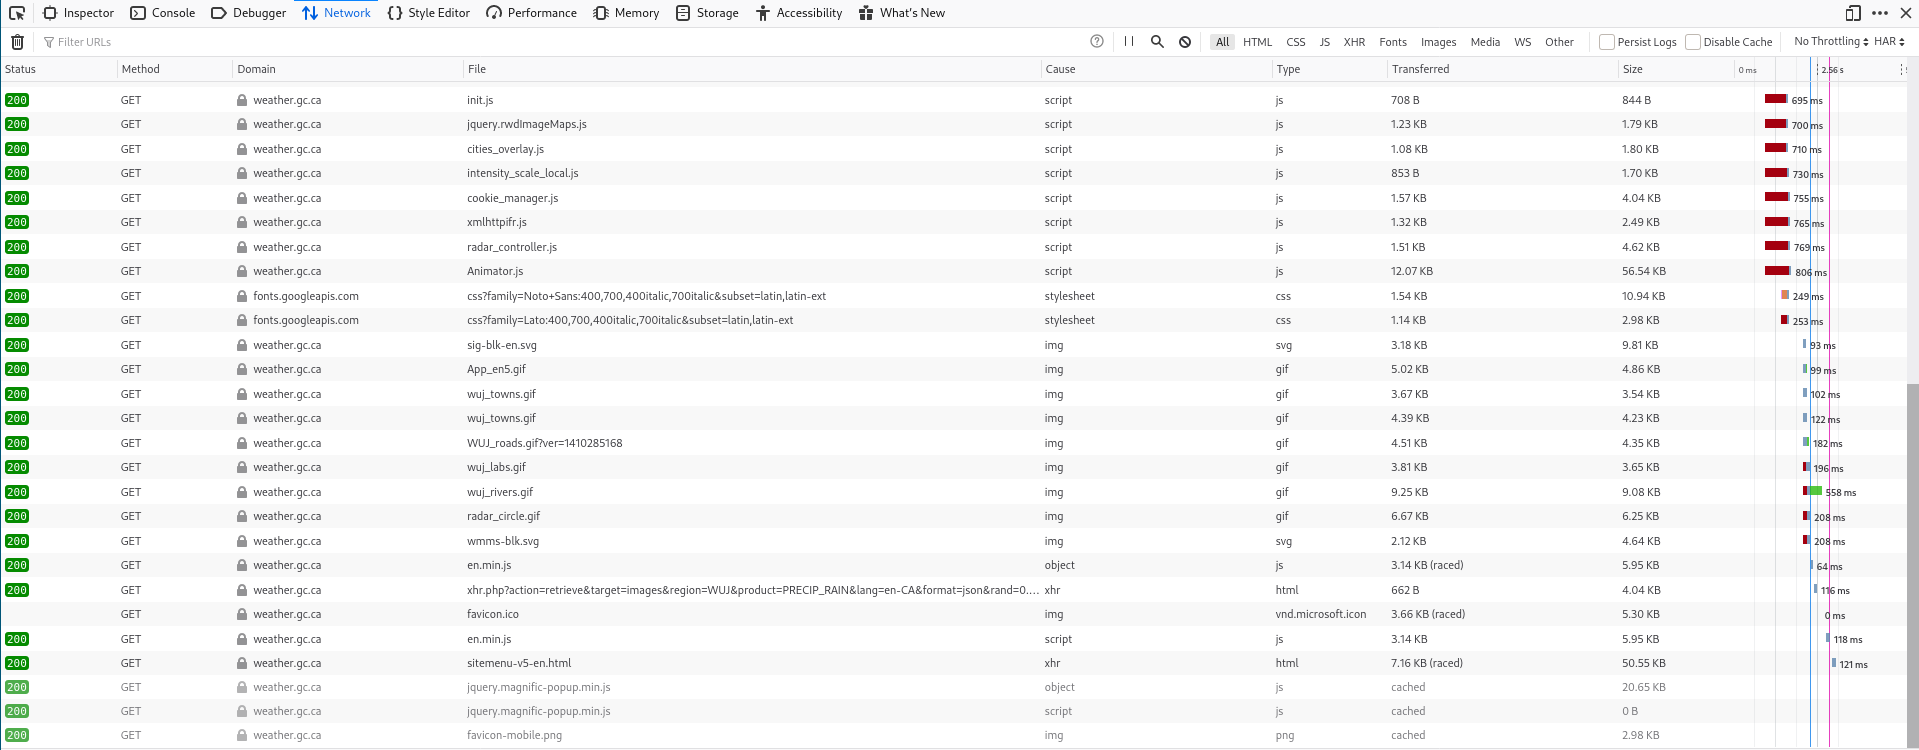 Inspector Console Debugger Network Style Editor Performance Memory Storage Accessibility What's New
Filter URLs All HTML CSS JS XHR Fonts Images Media WS Other Persist Logs Disable Cache No Throttling HAR
Status Method Domain File Cause Type Transferred Size 0 ms 2.56 s
200 GET weather.gc.ca init.js script js 708 B 844 B 695 ms
200 GET weather.gc.ca jquery.rwdImageMaps.js script js 1.23 KB 1.79 KB 700 ms
200 GET weather.gc.ca cities_overlay.js script js 1.08 KB 1.80 KB 710 ms
200 GET weather.gc.ca intensity_scale_local.js script js 853 B 1.70 KB 730 ms
200 GET weather.gc.ca cookie_manager.js script js 1.57 KB 4.04 KB 755 ms
200 GET weather.gc.ca xmlhttpifr.js script js 1.32 KB 2.49 KB 765 ms
200 GET weather.gc.ca radar_controller.js script js 1.51 KB 4.62 KB 769 ms
200 GET weather.gc.ca Animator.js script js 12.07 KB 56.54 KB 806 ms
200 GET fonts.googleapis.com css?family=Noto+Sans:400,700,400italic,700italic&subset=latin,latin-ext stylesheet css 1.54 KB 10.94 KB 249 ms
200 GET fonts.googleapis.com css?family=Lato:400,700,400italic,700italic&subset=latin,latin-ext stylesheet css 1.14 KB 2.98 KB 253 ms
200 GET weather.gc.ca sig-blk-en.svg img svg 3.18 KB 9.81 KB 93 ms
200 GET weather.gc.ca App_en5.gif img gif 5.02 KB 4.86 KB 99 ms
200 GET weather.gc.ca wuj_towns.gif img gif 3.67 KB 3.54 KB 102 ms
200 GET weather.gc.ca wuj_towns.gif img gif 4.39 KB 4.23 KB 122 ms
200 GET weather.gc.ca WUJ_roads.gif?ver=1410285168 img gif 4.51 KB 4.35 KB 182 ms
200 GET weather.gc.ca wuj_labs.gif img gif 3.81 KB 3.65 KB 196 ms
200 GET weather.gc.ca wuj_rivers.gif img gif 9.25 KB 9.08 KB 558 ms
200 GET weather.gc.ca radar_circle.gif img gif 6.67 KB 6.25 KB 208 ms
200 GET weather.gc.ca wmms-blk.svg img svg 2.12 KB 4.64 KB 208 ms
200 GET weather.gc.ca en.min.js object js 3.14 KB (raced) 5.95 KB 64 ms
200 GET weather.gc.ca xhr.php?action=retrieve&target=images&region=WUJ&product=PRECIP_RAIN&lang=en-CA&format=json&rand=0.… xhr html 662 B 4.04 KB 116 ms
GET weather.gc.ca favicon.ico img vnd.microsoft.icon 3.66 KB (raced) 5.30 KB 0 ms
200 GET weather.gc.ca en.min.js script js 3.14 KB 5.95 KB 118 ms
200 GET weather.gc.ca sitemenu-v5-en.html xhr html 7.16 KB (raced) 50.55 KB 121 ms
200 GET weather.gc.ca jquery.magnific-popup.min.js object js cached 20.65 KB
200 GET weather.gc.ca jquery.magnific-popup.min.js script js cached 0 B
200 GET weather.gc.ca favicon-mobile.png img png cached 2.98 KB